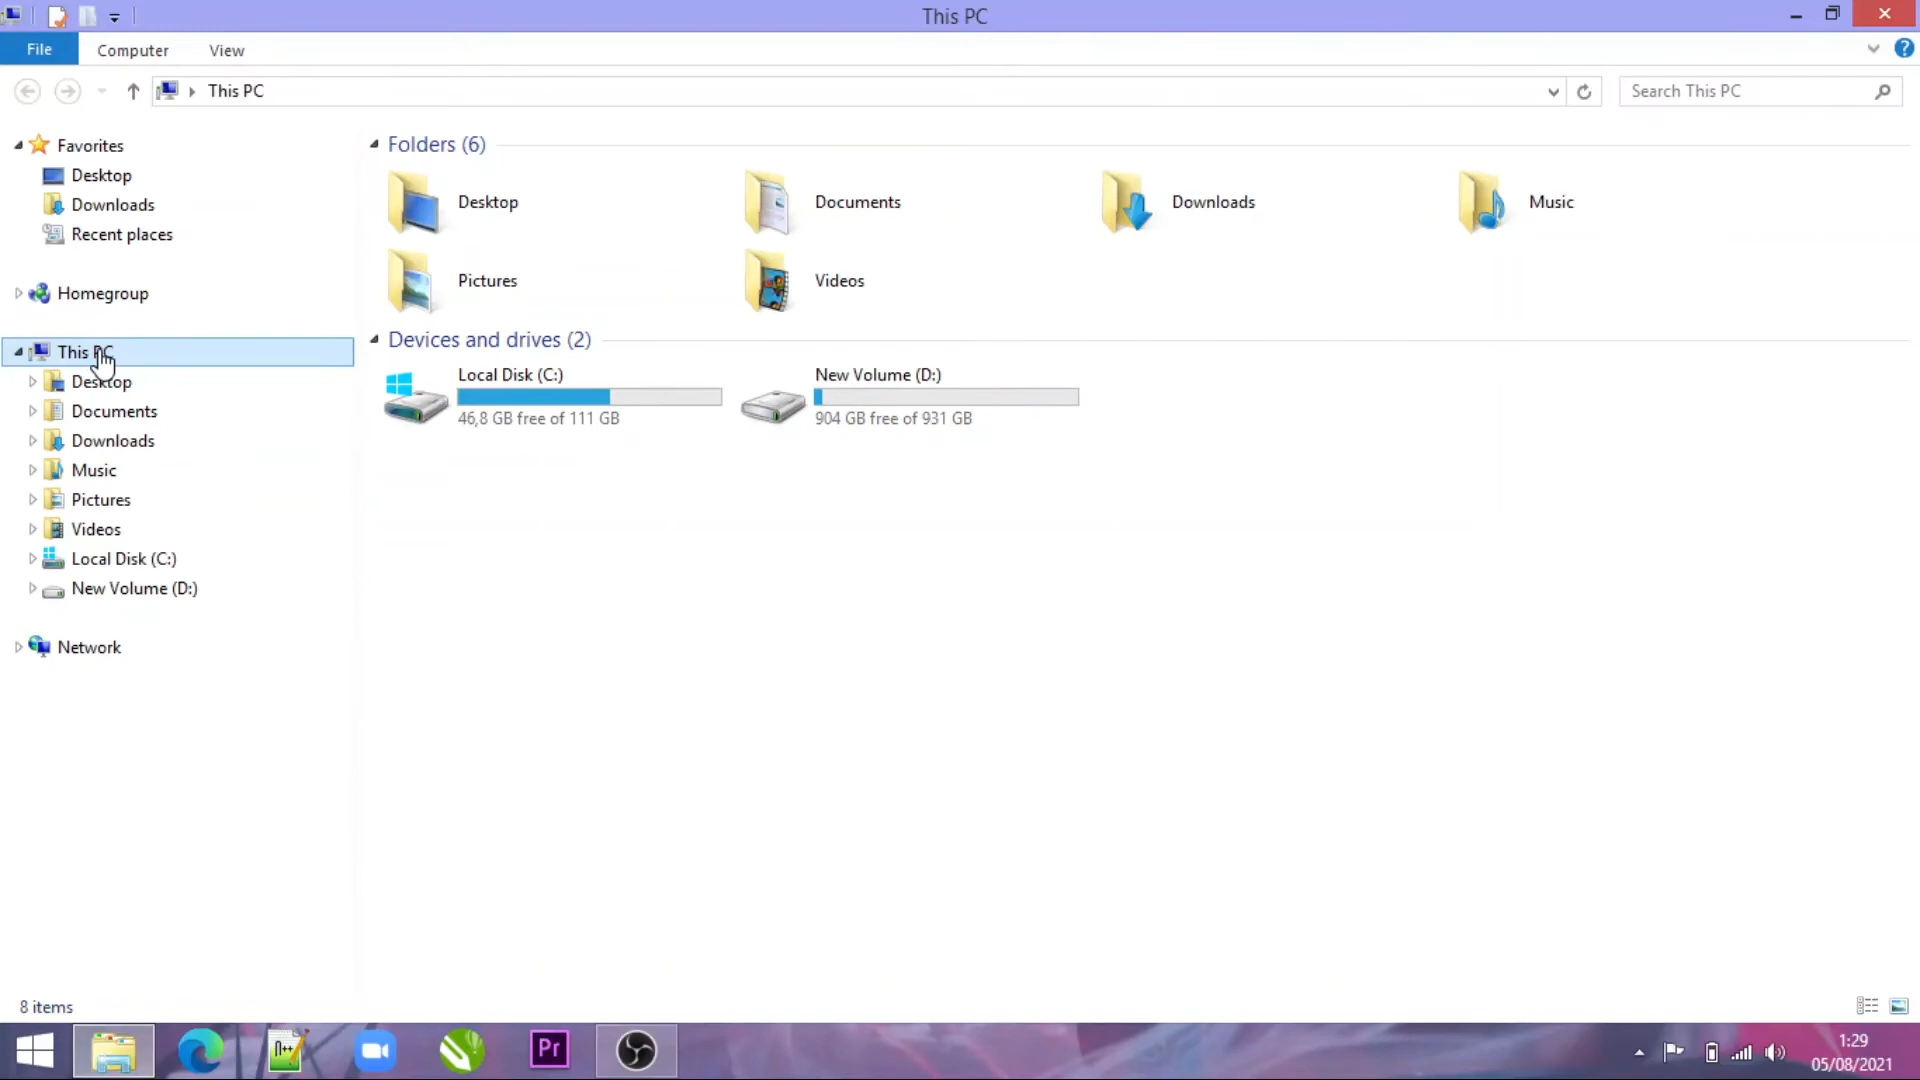 This PC
File Computer View
This PC
Search This PC
Favorites
Desktop
Downloads
Recent places
Homegroup
This PC
Desktop
Documents
Downloads
Music
Pictures
Videos
Local Disk (C:)
New Volume (D:)
Network
Folders (6)
Desktop
Documents
Downloads
Music
Pictures
Videos
Devices and drives (2)
Local Disk (C:)
46,8 GB free of 111 GB
New Volume (D:)
904 GB free of 931 GB
8 items
n++
Pr
1:29
05/08/2021